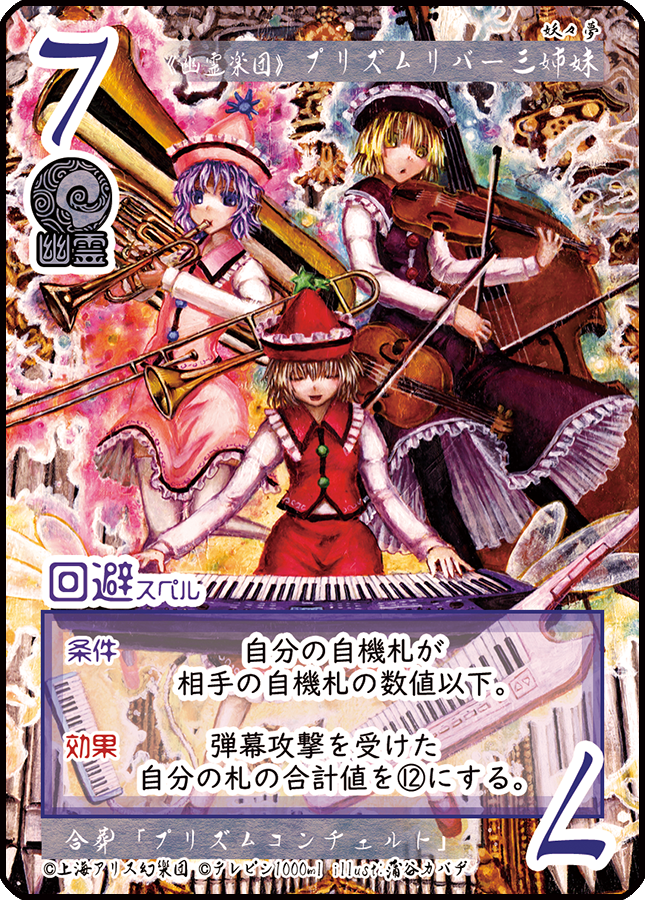 7
妖々夢
《幽霊楽団》プリズムリバー三姉妹
幽霊
回避スペル
条件
自分の自機札が
相手の自機札の数値以下。
効果
弾幕攻撃を受けた
自分の札の合計値を⑫にする。
7
合葬「プリズムコンチェルト」
©上海アリス幻樂団 ©テレビン1000ml illust:蒲谷カバヂ